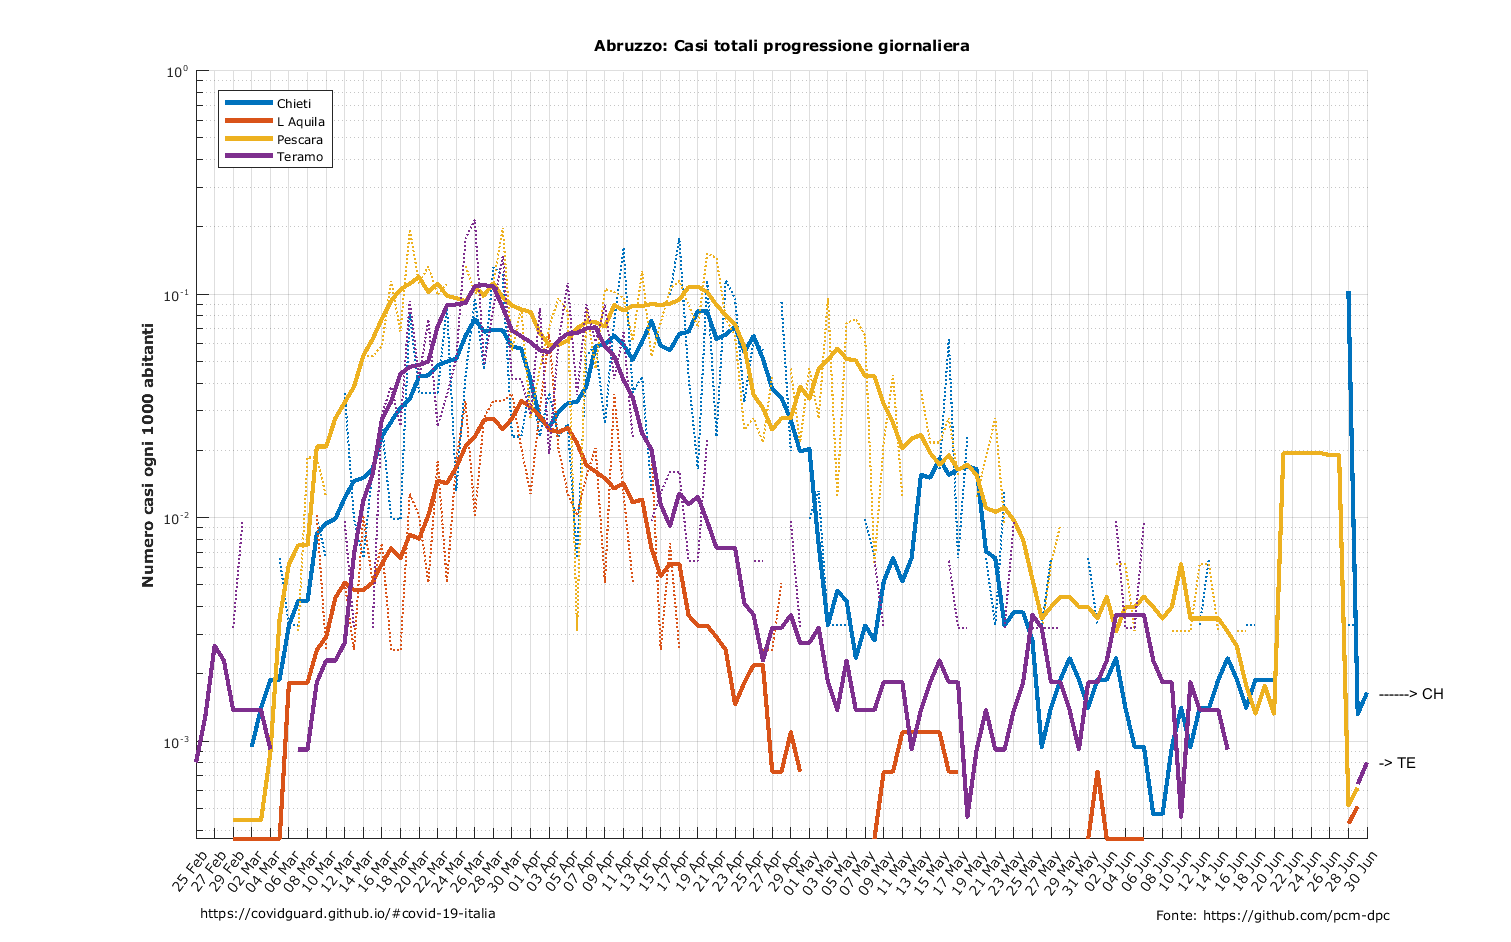 Abruzzo: Casi totali progressione giornaliera
Numero casi ogni 1000 abitanti
10⁰
10⁻¹
10⁻²
10⁻³
Chieti
L Aquila
Pescara
Teramo
------> CH
-> TE
25 Feb
27 Feb
29 Feb
02 Mar
04 Mar
06 Mar
08 Mar
10 Mar
12 Mar
14 Mar
16 Mar
18 Mar
20 Mar
22 Mar
24 Mar
26 Mar
28 Mar
30 Mar
01 Apr
03 Apr
05 Apr
07 Apr
09 Apr
11 Apr
13 Apr
15 Apr
17 Apr
19 Apr
21 Apr
23 Apr
25 Apr
27 Apr
29 Apr
01 May
03 May
05 May
07 May
09 May
11 May
13 May
15 May
17 May
19 May
21 May
23 May
25 May
27 May
29 May
31 May
02 Jun
04 Jun
06 Jun
08 Jun
10 Jun
12 Jun
14 Jun
16 Jun
18 Jun
20 Jun
22 Jun
24 Jun
26 Jun
28 Jun
30 Jun
https://covidguard.github.io/#covid-19-italia
Fonte: https://github.com/pcm-dpc